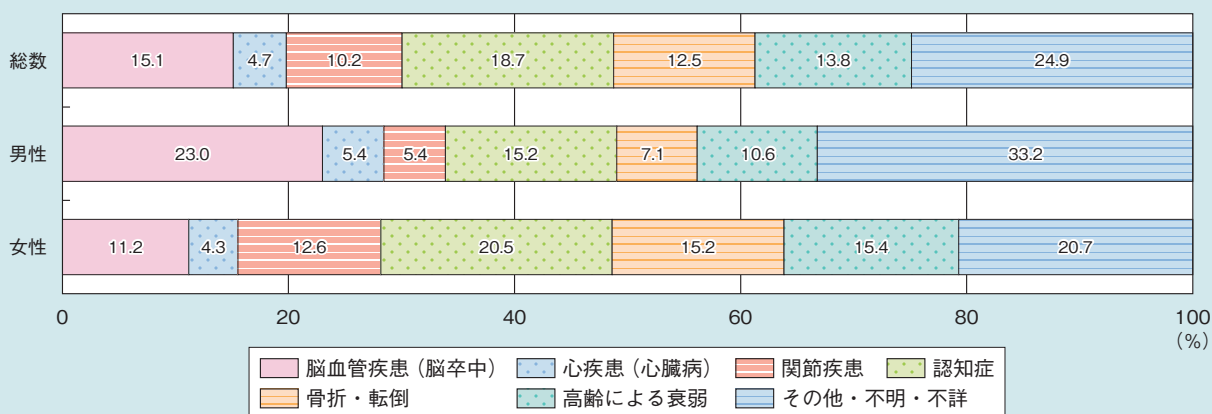 総数
15.1 4.7 10.2 18.7 12.5 13.8 24.9
男性
23.0 5.4 5.4 15.2 7.1 10.6 33.2
女性
11.2 4.3 12.6 20.5 15.2 15.4 20.7
0 20 40 60 80 100
(%)
脳血管疾患(脳卒中) 心疾患(心臓病) 関節疾患 認知症
骨折・転倒 高齢による衰弱 その他・不明・不詳